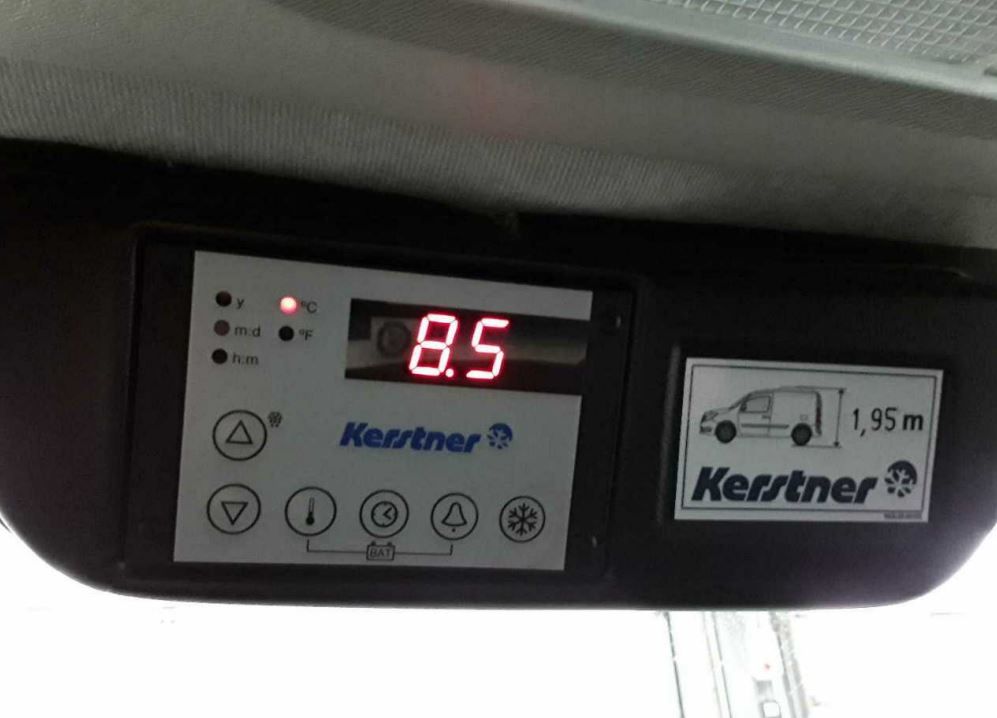 y
°C
m:d
°F
h:m
8.5
Kerstner
BAT
1,95 m
Kerstner